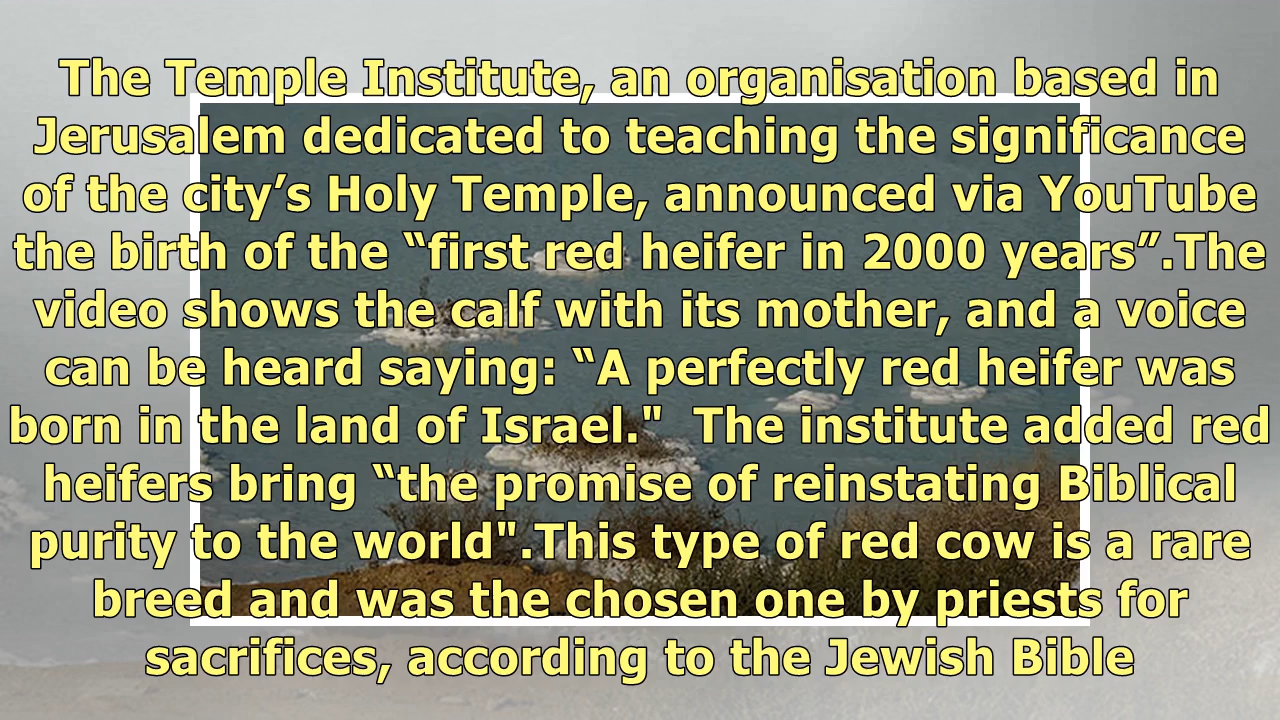 The Temple Institute, an organisation based in
Jerusalem dedicated to teaching the significance
of the city’s Holy Temple, announced via YouTube
the birth of the “first red heifer in 2000 years”.The
video shows the calf with its mother, and a voice
can be heard saying: “A perfectly red heifer was
born in the land of Israel."  The institute added red
heifers bring “the promise of reinstating Biblical
purity to the world".This type of red cow is a rare
breed and was the chosen one by priests for
sacrifices, according to the Jewish Bible